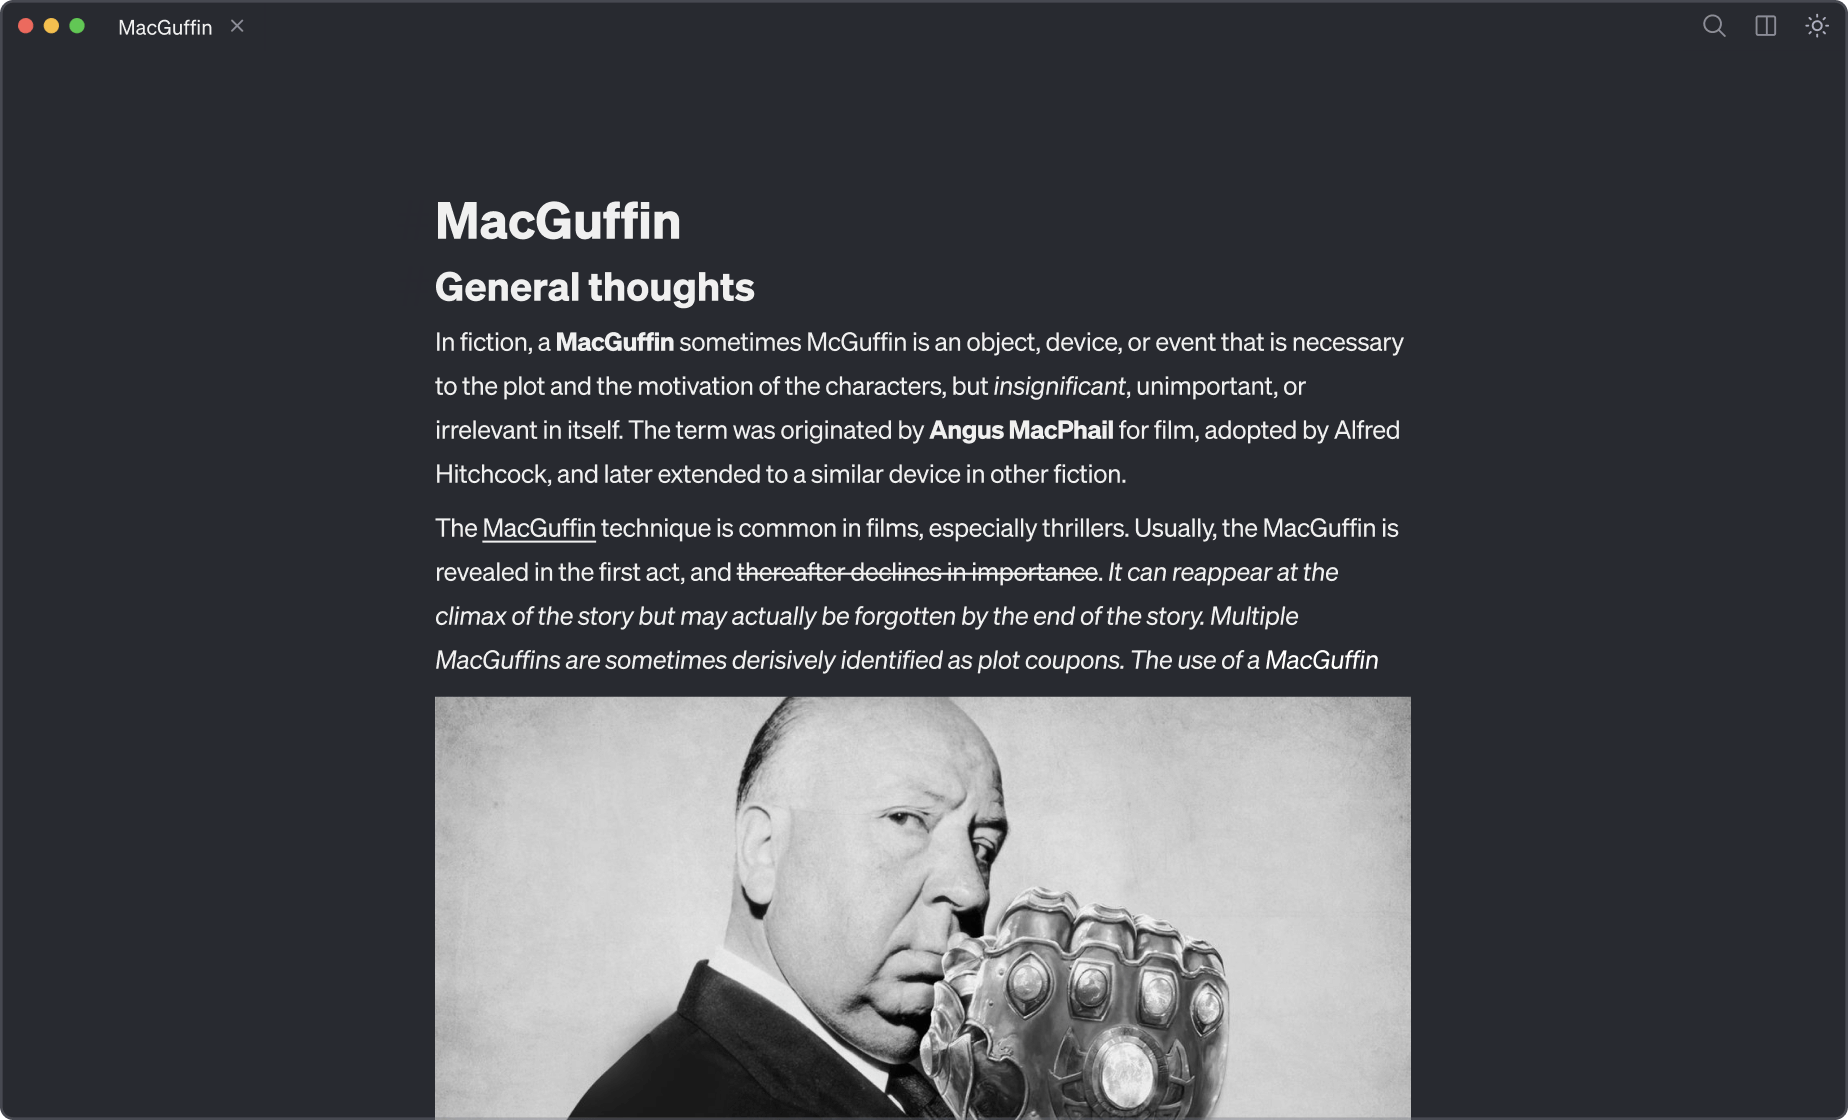 MacGuffin
MacGuffin
General thoughts
In fiction, a MacGuffin sometimes McGuffin is an object, device, or event that is necessary
to the plot and the motivation of the characters, but insignificant, unimportant, or
irrelevant in itself. The term was originated by Angus MacPhail for film, adopted by Alfred
Hitchcock, and later extended to a similar device in other fiction.
The MacGuffin technique is common in films, especially thrillers. Usually, the MacGuffin is
revealed in the first act, and thereafter declines in importance. It can reappear at the
climax of the story but may actually be forgotten by the end of the story. Multiple
MacGuffins are sometimes derisively identified as plot coupons. The use of a MacGuffin